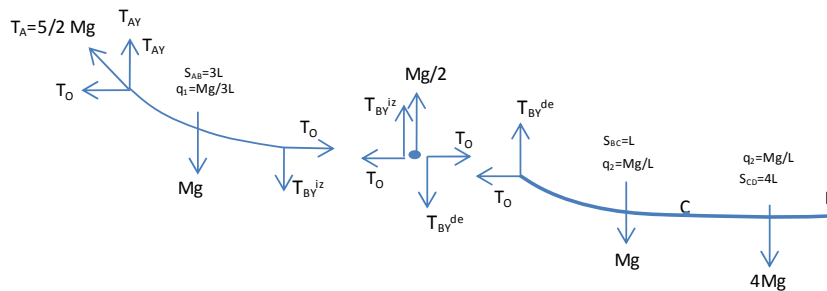 T_A=5/2 Mg
T_AY
T_AY
S_AB=3L
q_1=Mg/3L
T_O
T_O
Mg
T_BY^iz
Mg/2
T_BY^iz
T_O
T_O
T_BY^de
T_BY^de
T_O
S_BC=L
q_2=Mg/L
Mg
C
q_2=Mg/L
S_CD=4L
4Mg